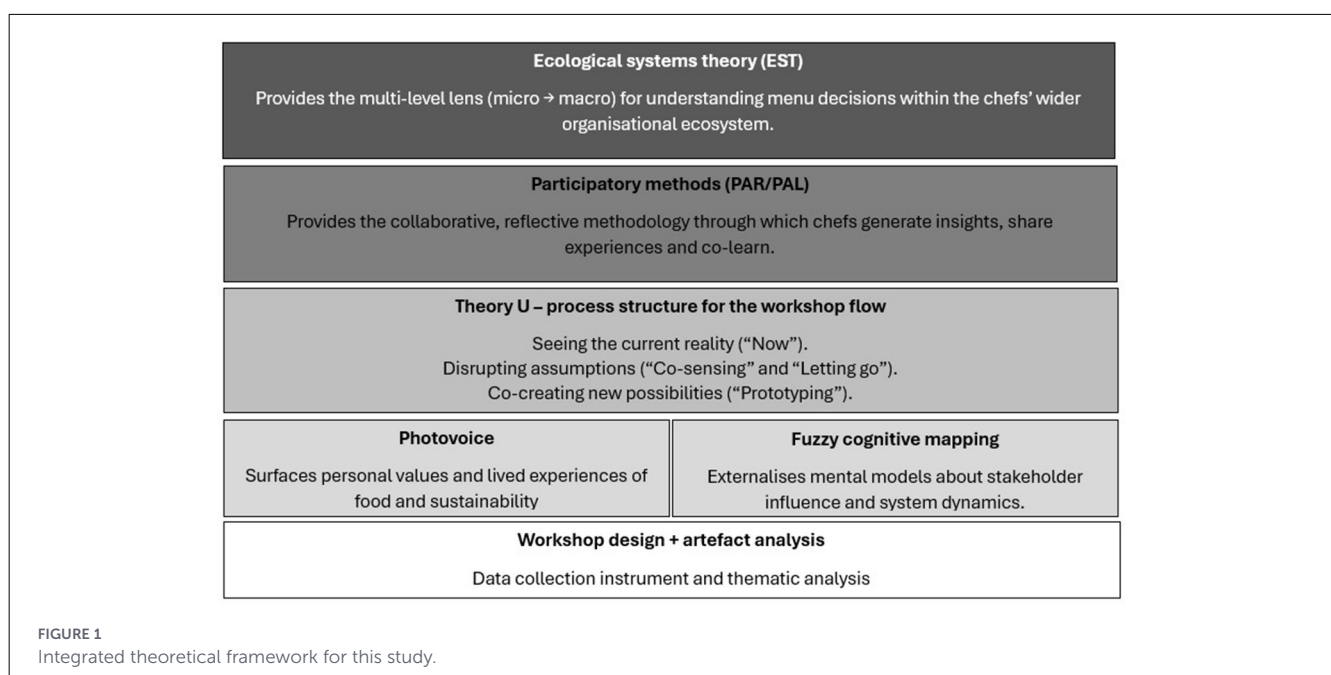 Ecological systems theory (EST)
Provides the multi-level lens (micro → macro) for understanding menu decisions within the chefs' wider
organisational ecosystem.
Participatory methods (PAR/PAL)
Provides the collaborative, reflective methodology through which chefs generate insights, share
experiences and co-learn.
Theory U – process structure for the workshop flow
Seeing the current reality (“Now”).
Disrupting assumptions (“Co-sensing” and “Letting go”).
Co-creating new possibilities (“Prototyping”).
Photovoice
Surfaces personal values and lived experiences of
food and sustainability
Fuzzy cognitive mapping
Externalises mental models about stakeholder
influence and system dynamics.
Workshop design + artefact analysis
Data collection instrument and thematic analysis
FIGURE 1
Integrated theoretical framework for this study.